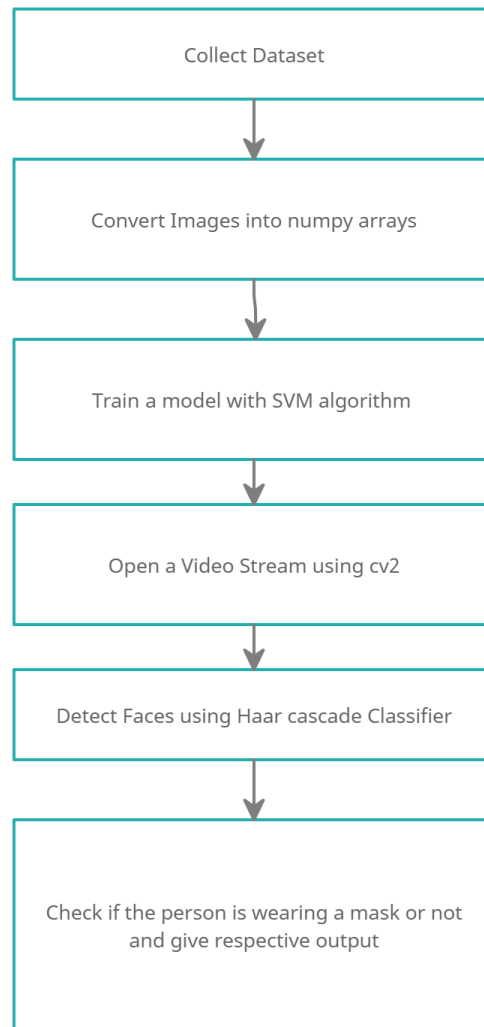 Collect Dataset
Convert Images into numpy arrays
Train a model with SVM algorithm
Open a Video Stream using cv2
Detect Faces using Haar cascade Classifier
Check if the person is wearing a mask or not
and give respective output